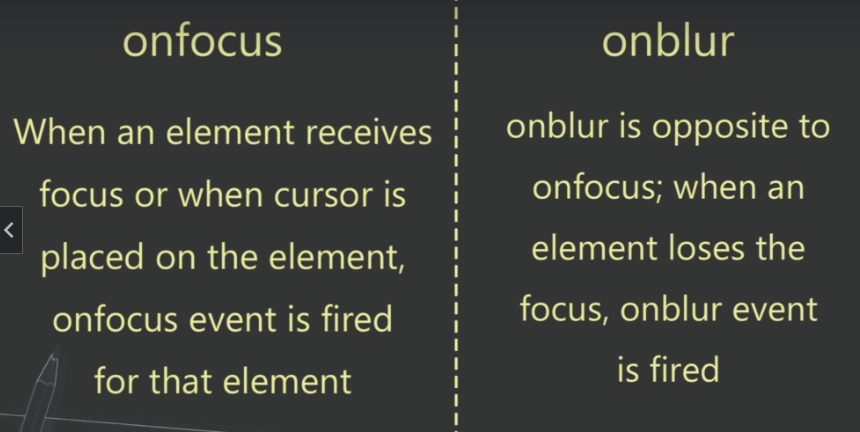 onfocus
When an element receives
focus or when cursor is
placed on the element,
onfocus event is fired
for that element
onblur
onblur is opposite to
onfocus; when an
element loses the
focus, onblur event
is fired